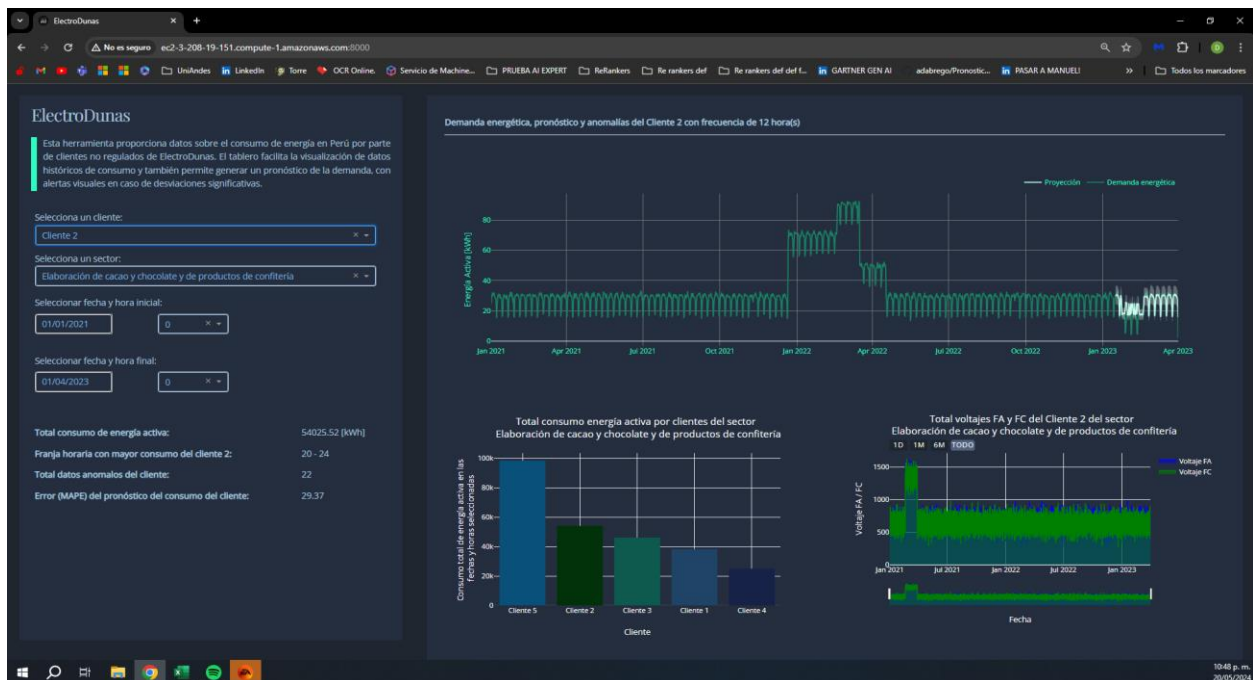 ElectroDunas
No es seguro ec2-3-208-19-151.compute-1.amazonaws.com:8000
UniAndes LinkedIn Torre OCR Online. Servicio de Machine... PRUEBA AI EXPERT ReRankers Re rankers def Re rankers def def f... GARTNER GEN AI adabrego/Pronostic... PASAR A MANUEL! » Todos los marcadores
ElectroDunas
Esta herramienta proporciona datos sobre el consumo de energía en Perú por parte
de clientes no regulados de ElectroDunas. El tablero facilita la visualización de datos
históricos de consumo y también permite generar un pronóstico de la demanda, con
alertas visuales en caso de desviaciones significativas.
Selecciona un cliente:
Cliente 2
Selecciona un sector:
Elaboración de cacao y chocolate y de productos de confitería
Seleccionar fecha y hora inicial:
01/01/2021 0
Seleccionar fecha y hora final:
01/04/2023 0
Total consumo de energía activa: 54025.52 [kWh]
Franja horaria con mayor consumo del cliente 2: 20 - 24
Total datos anomalos del cliente: 22
Error (MAPE) del pronóstico del consumo del cliente: 29.37
Demanda energética, pronóstico y anomalías del Cliente 2 con frecuencia de 12 hora(s)
Proyección Demanda energética
Energía Activa [kWh]
80
60
40
20
0
Jan 2021 Apr 2021 Jul 2021 Oct 2021 Jan 2022 Apr 2022 Jul 2022 Oct 2022 Jan 2023 Apr 2023
Total consumo energía activa por clientes del sector
Elaboración de cacao y chocolate y de productos de confitería
Consumo total de energía activa en las
fechas y horas seleccionadas
100k
80k
60k
40k
20k
0
Cliente 5 Cliente 2 Cliente 3 Cliente 1 Cliente 4
Cliente
Total voltajes FA y FC del Cliente 2 del sector
Elaboración de cacao y chocolate y de productos de confitería
1D 1M 6M TODO
Voltaje FA
Voltaje FC
Voltaje FA / FC
1500
1000
500
0
Jan 2021 Jul 2021 Jan 2022 Jul 2022 Jan 2023
Fecha
10:48 p. m.
20/05/2024